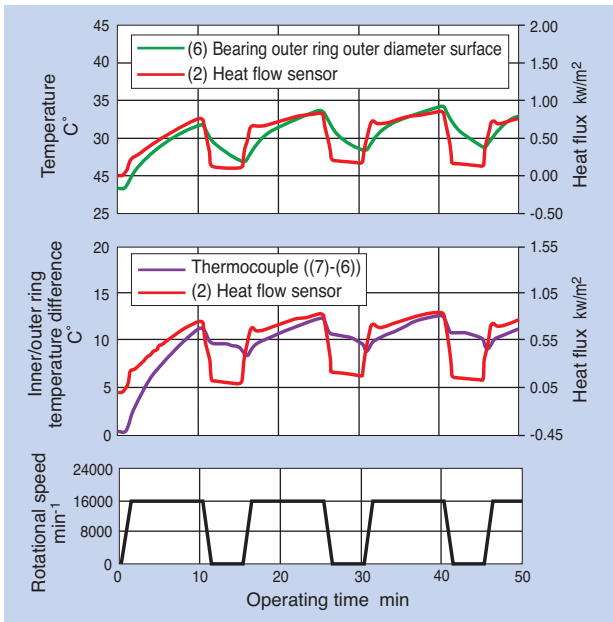 45
40
35
30
45
25
Temperature
C°
(6) Bearing outer ring outer diameter surface
(2) Heat flow sensor
2.00
1.50
1.00
0.50
0.00
-0.50
Heat flux kw/m²
20
15
10
5
0
Inner/outer ring
temperature difference
C°
Thermocouple ((7)-(6))
(2) Heat flow sensor
1.55
1.05
0.55
0.05
-0.45
Heat flux kw/m²
24000
16000
8000
0
Rotational speed
min-1
0 10 20 30 40 50
Operating time min